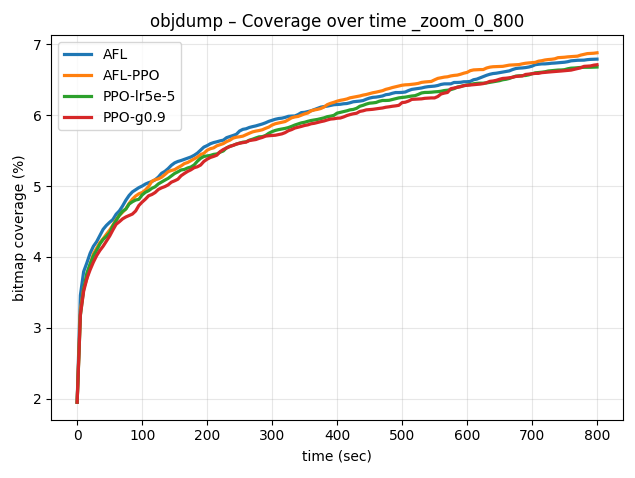 objdump – Coverage over time _zoom_0_800
AFL
AFL-PPO
PPO-lr5e-5
PPO-g0.9
bitmap coverage (%)
7
6
5
4
3
2
0 100 200 300 400 500 600 700 800
time (sec)